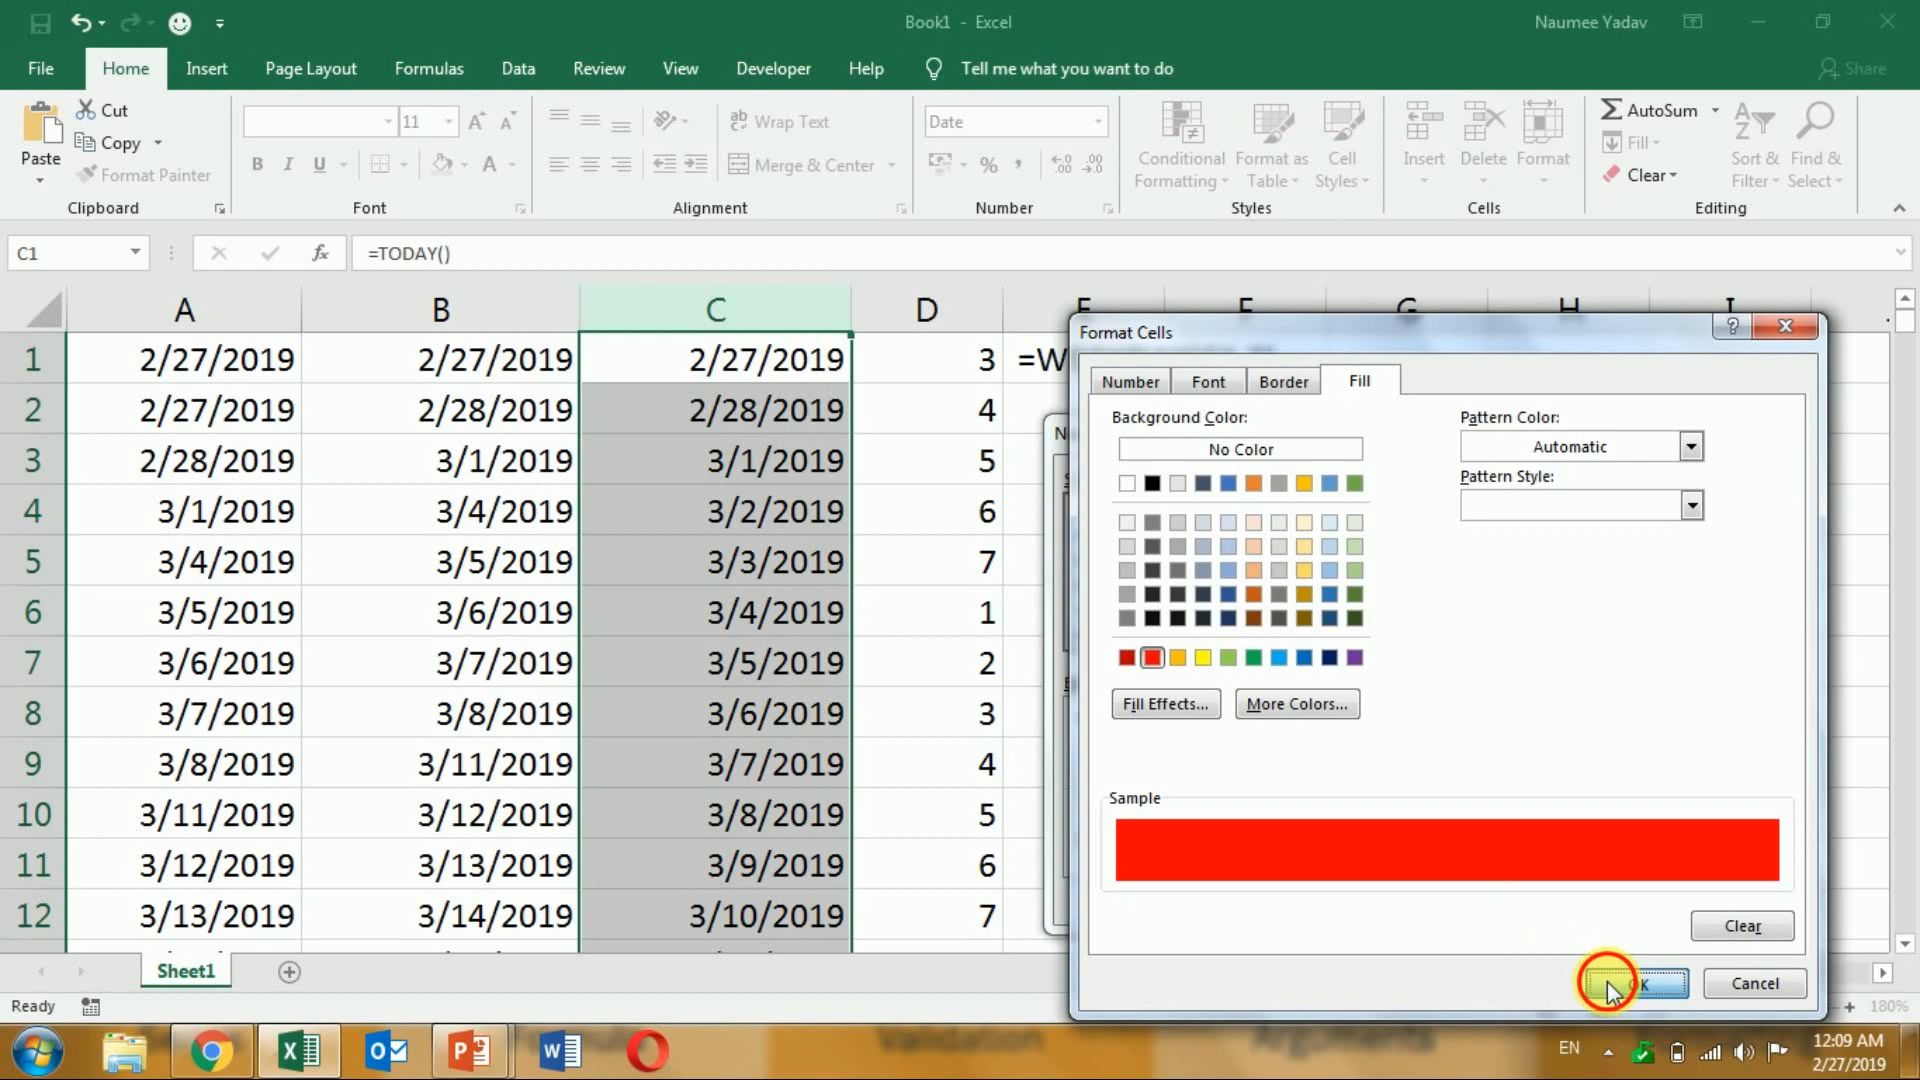 Book1 - Excel
Naumee Yadav
File Home Insert Page Layout Formulas Data Review View Developer Help Tell me what you want to do Share
Paste
Cut
Copy
Format Painter
Clipboard
11
B I U
A
Font
Wrap Text
Merge & Center
Alignment
Date
%
Number
Conditional Formatting
Format as Table
Cell Styles
Styles
Insert Delete Format
Cells
AutoSum
Fill
Clear
Sort & Filter
Find & Select
Editing
C1
fx
=TODAY()
A B C D E F G H I
1 2/27/2019 2/27/2019 2/27/2019 3 =W
2 2/27/2019 2/28/2019 2/28/2019 4
3 2/28/2019 3/1/2019 3/1/2019 5
4 3/1/2019 3/4/2019 3/2/2019 6
5 3/4/2019 3/5/2019 3/3/2019 7
6 3/5/2019 3/6/2019 3/4/2019 1
7 3/6/2019 3/7/2019 3/5/2019 2
8 3/7/2019 3/8/2019 3/6/2019 3
9 3/8/2019 3/11/2019 3/7/2019 4
10 3/11/2019 3/12/2019 3/8/2019 5
11 3/12/2019 3/13/2019 3/9/2019 6
12 3/13/2019 3/14/2019 3/10/2019 7
Format Cells
?
Number Font Border Fill
Background Color:
No Color
Pattern Color:
Automatic
Pattern Style:
Fill Effects...
More Colors...
Sample
Clear
OK
Cancel
Sheet1
Ready
180%
EN
12:09 AM
2/27/2019